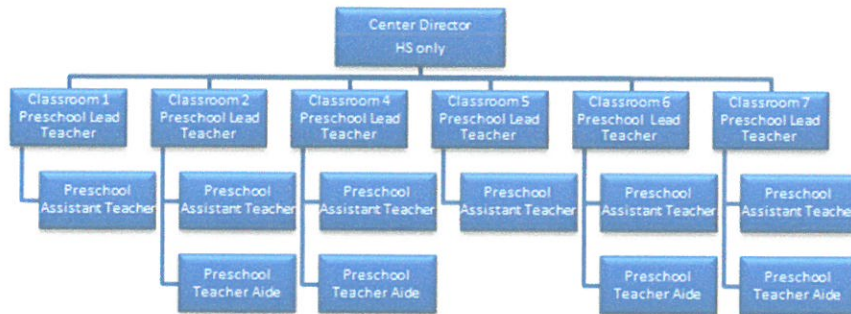 Center Director
HS only
Classroom 1
Preschool Lead
Teacher
Classroom 2
Preschool Lead
Teacher
Classroom 4
Preschool Lead
Teacher
Classroom 5
Preschool Lead
Teacher
Classroom 6
Preschool Lead
Teacher
Classroom 7
Preschool Lead
Teacher
Preschool
Assistant Teacher
Preschool
Assistant Teacher
Preschool
Assistant Teacher
Preschool
Assistant Teacher
Preschool
Assistant Teacher
Preschool
Assistant Teacher
Preschool
Teacher Aide
Preschool
Teacher Aide
Preschool
Teacher Aide
Preschool
Teacher Aide